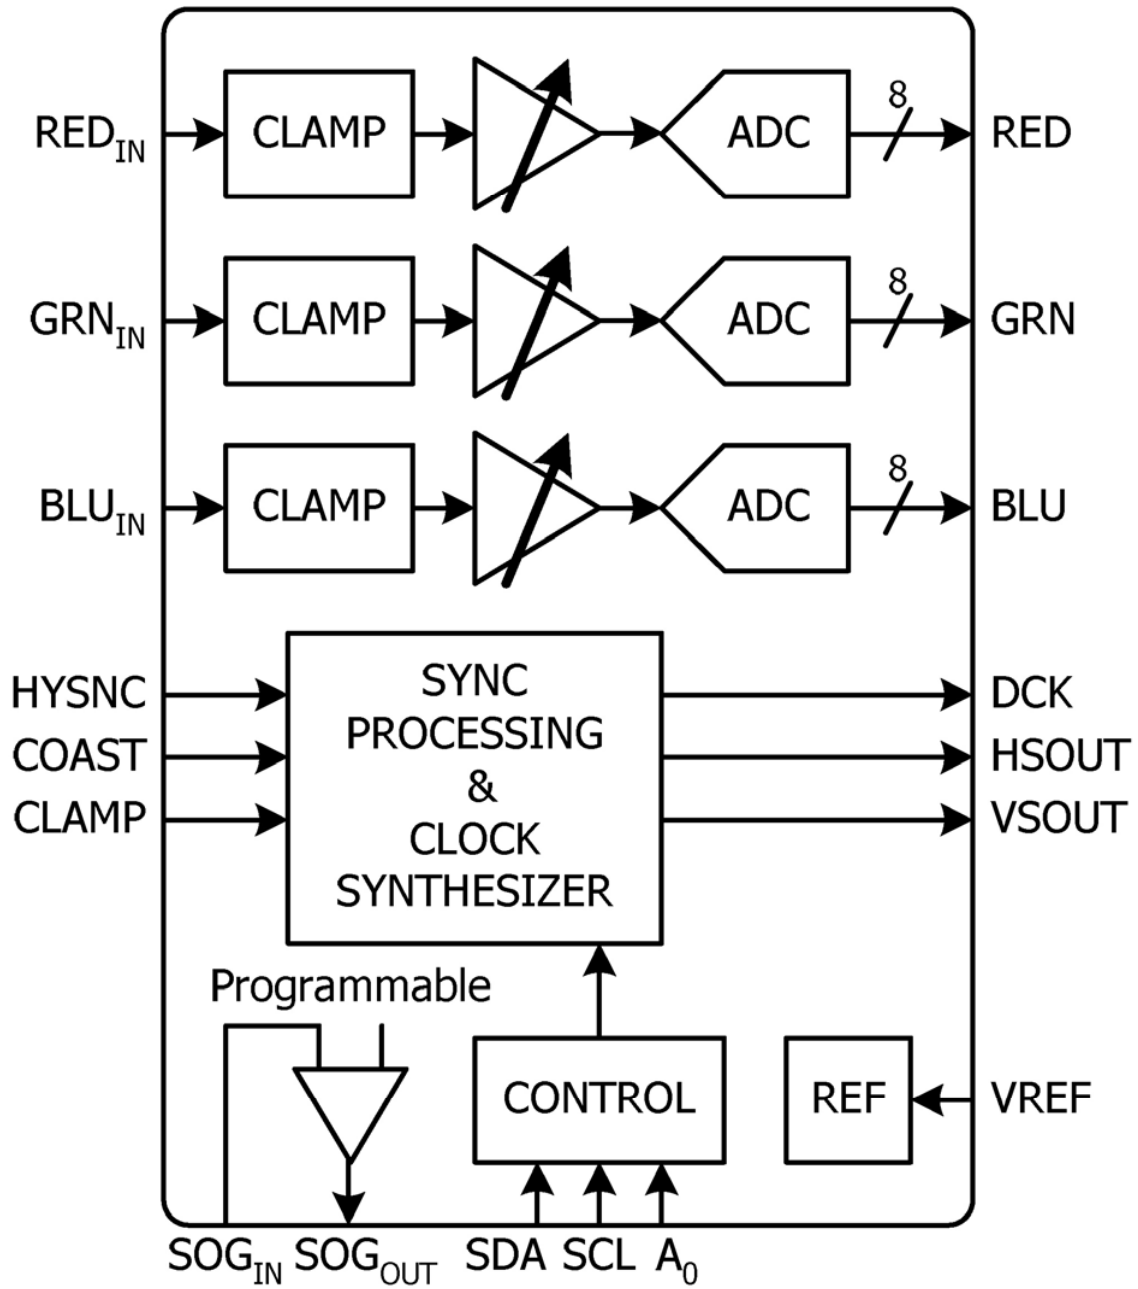 RED_IN CLAMP ADC 8 RED
GRN_IN CLAMP ADC 8 GRN
BLU_IN CLAMP ADC 8 BLU
HYSNC
COAST
CLAMP
SYNC
PROCESSING
&
CLOCK
SYNTHESIZER
DCK
HSOUT
VSOUT
Programmable
CONTROL
REF
VREF
SOG_IN SOG_OUT SDA SCL A_0